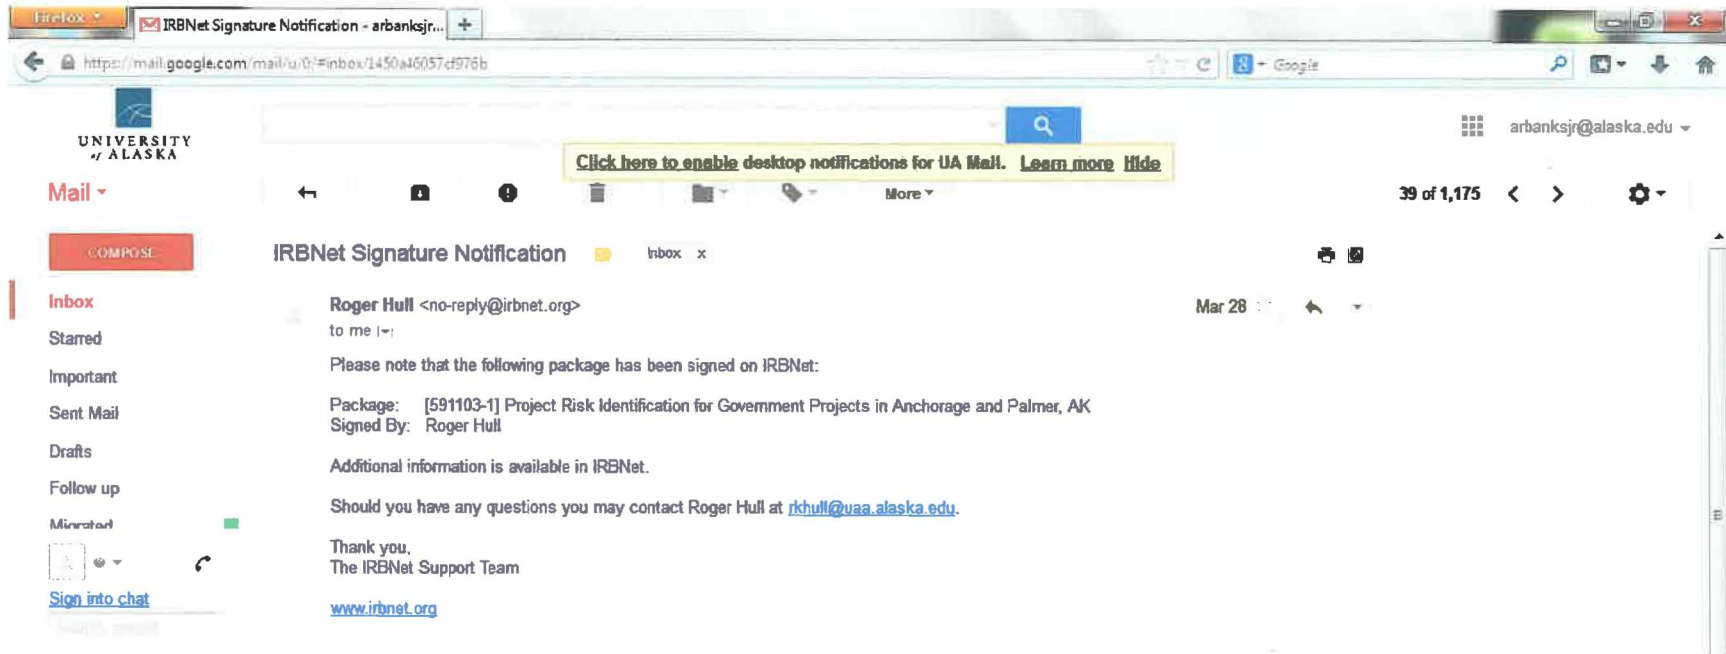 Firefox
IRBNet Signature Notification - arbanksjr... +
https://mail.google.com/mail/u/0/#inbox/1450a46057cf976b
Google
UNIVERSITY
of ALASKA
arbanksjr@alaska.edu
Click here to enable desktop notifications for UA Mail. Learn more Hide
Mail
More
39 of 1,175
COMPOSE
IRBNet Signature Notification Inbox x
Inbox
Roger Hull <no-reply@irbnet.org> Mar 28
to me
Starred
Please note that the following package has been signed on IRBNet:
Important
Package: [591103-1] Project Risk Identification for Government Projects in Anchorage and Palmer, AK
Sent Mail
Signed By: Roger Hull
Drafts
Additional information is available in IRBNet.
Follow up
Should you have any questions you may contact Roger Hull at rkhull@uaa.alaska.edu.
Migrated
Thank you,
The IRBNet Support Team
Sign into chat
www.irbnet.org